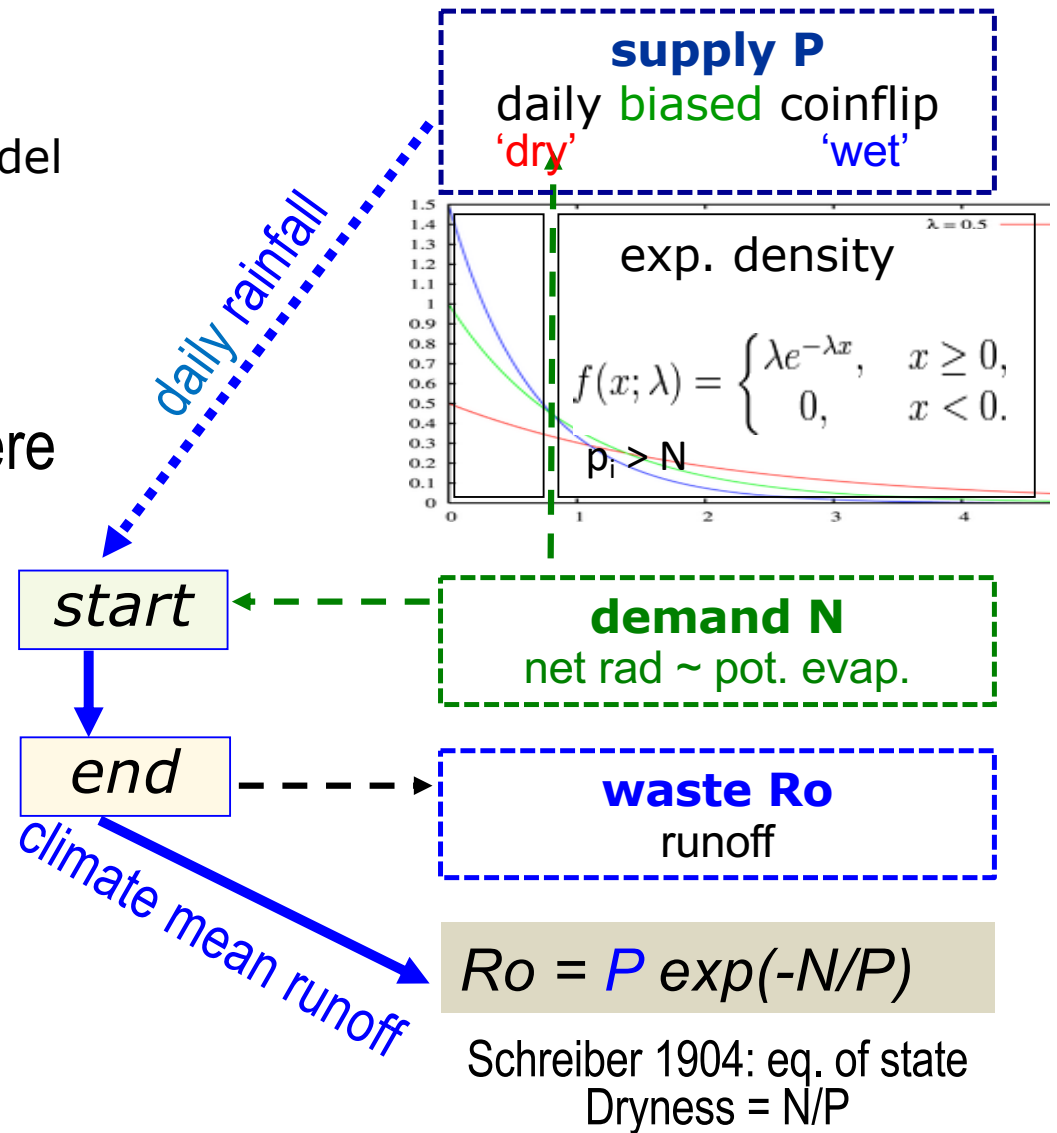 supply P
daily biased coinflip
‘dry’ ‘wet’
del
daily rainfall
ere
1.5
1.4
1.3
1.2
1.1
1
0.9
0.8
0.7
0.6
0.5
0.4
0.3
0.2
0.1
0
0 1 2 3 4
λ = 0.5
exp. density
f(x; λ) = { λe^{-λx}, x ≥ 0,
0, x < 0.
pᵢ > N
start
demand N
net rad ~ pot. evap.
end
waste Ro
runoff
climate mean runoff
Ro = P exp(-N/P)
Schreiber 1904: eq. of state
Dryness = N/P